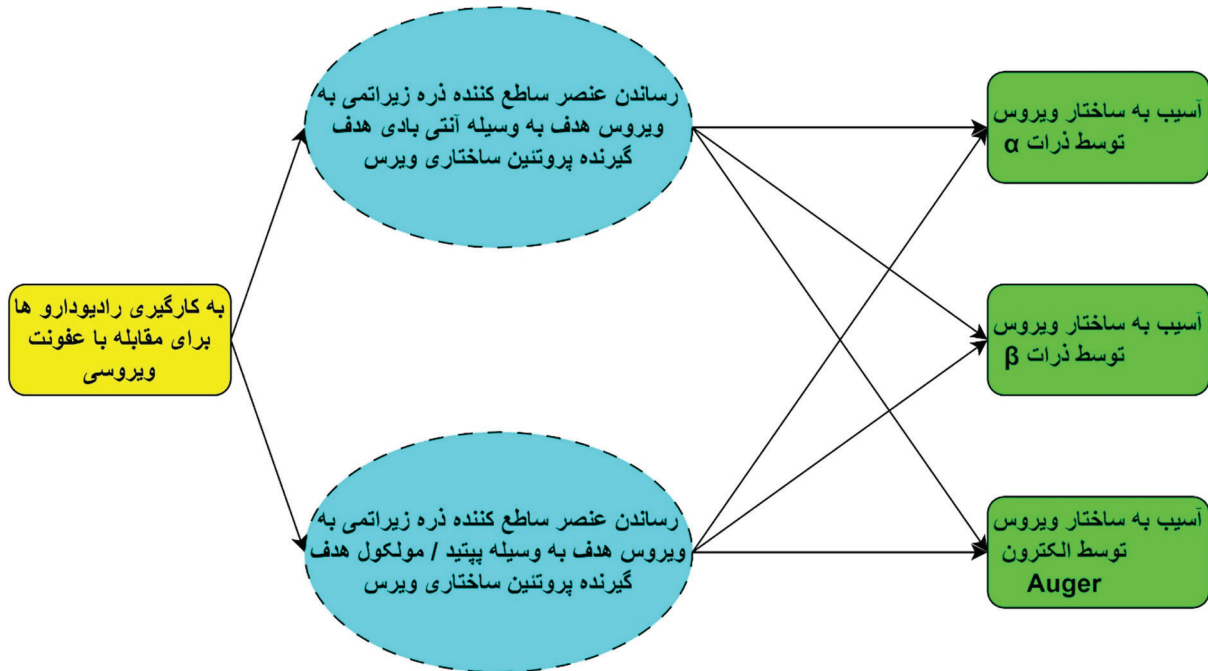 به کارگیری رادیودارو ها
برای مقابله با عفونت
ویروسی
رساندن عنصر ساطع کننده ذره زیراتمی به
ویروس هدف به وسیله آنتی بادی هدف
گیرنده پروتئین ساختاری ویرس
رساندن عنصر ساطع کننده ذره زیراتمی به
ویروس هدف به وسیله پپتید / مولکول هدف
گیرنده پروتئین ساختاری ویرس
آسیب به ساختار ویروس
توسط ذرات α
آسیب به ساختار ویروس
توسط ذرات β
آسیب به ساختار ویروس
توسط الکترون
Auger